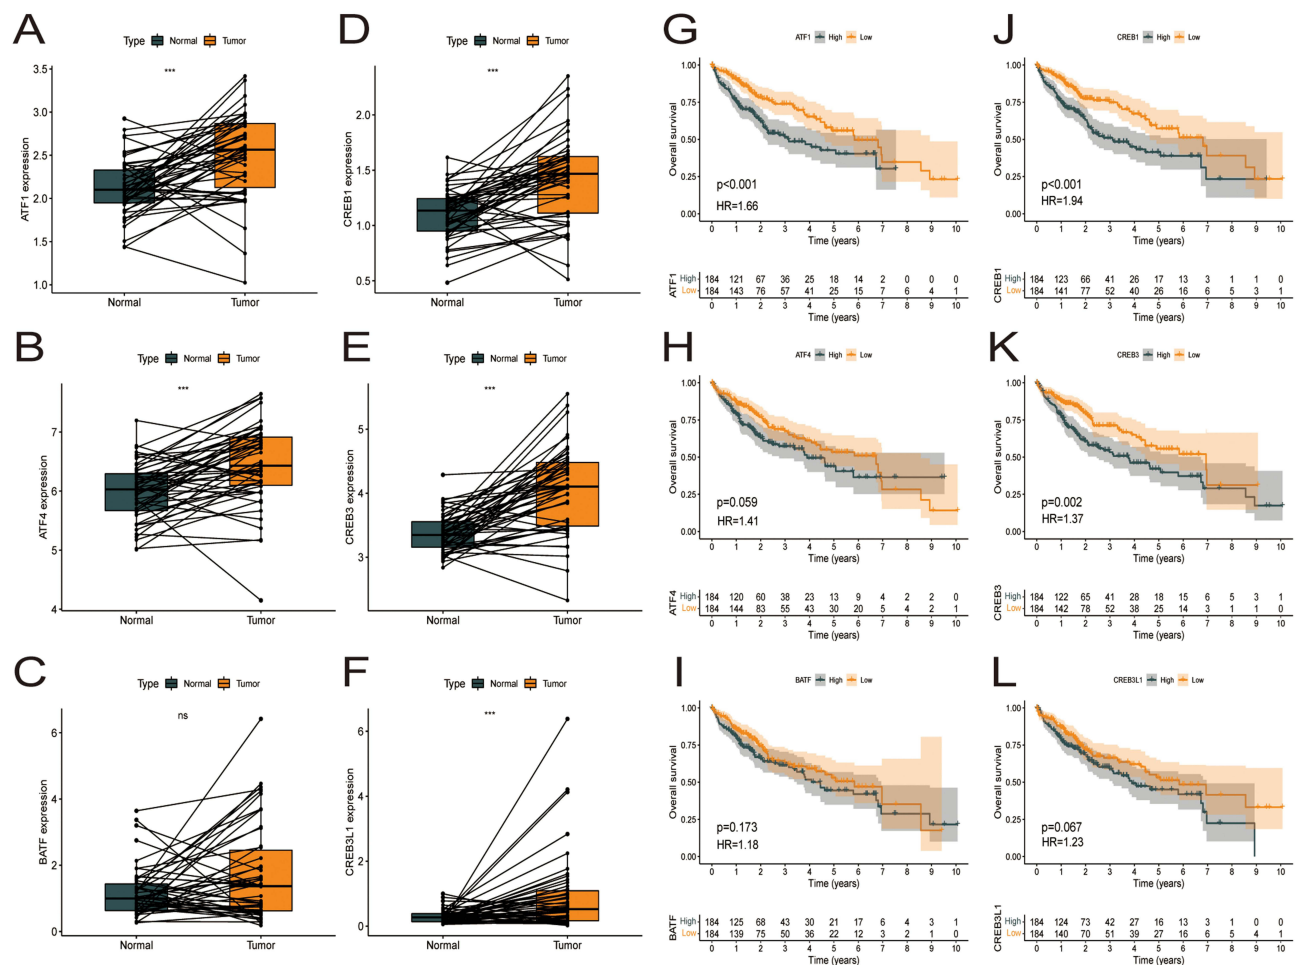 A
Type Normal Tumor
***
3.5
3.0
2.5
2.0
1.5
1.0
ATF1 expression
Normal Tumor
D
Type Normal Tumor
***
2.0
1.5
1.0
0.5
CREB1 expression
Normal Tumor
G
ATF1 High Low
1.00
0.75
0.50
0.25
0.00
Overall survival
p<0.001
HR=1.66
0 1 2 3 4 5 6 7 8 9 10
Time (years)
ATF1
High 184 121 67 36 25 18 14 2 0 0 0
Low 184 143 76 57 41 25 15 7 6 4 1
0 1 2 3 4 5 6 7 8 9 10
Time (years)
J
CREB1 High Low
1.00
0.75
0.50
0.25
0.00
Overall survival
p<0.001
HR=1.94
0 1 2 3 4 5 6 7 8 9 10
Time (years)
CREB1
High 184 123 66 41 26 17 13 3 1 1 0
Low 184 141 77 52 40 26 16 6 5 3 1
0 1 2 3 4 5 6 7 8 9 10
Time (years)
B
Type Normal Tumor
***
7
6
5
4
ATF4 expression
Normal Tumor
E
Type Normal Tumor
***
5
4
3
CREB3 expression
Normal Tumor
H
ATF4 High Low
1.00
0.75
0.50
0.25
0.00
Overall survival
p=0.059
HR=1.41
0 1 2 3 4 5 6 7 8 9 10
Time (years)
ATF4
High 184 120 60 38 23 13 9 4 2 2 0
Low 184 144 83 55 43 30 20 5 4 2 1
0 1 2 3 4 5 6 7 8 9 10
Time (years)
K
CREB3 High Low
1.00
0.75
0.50
0.25
0.00
Overall survival
p=0.002
HR=1.37
0 1 2 3 4 5 6 7 8 9 10
Time (years)
CREB3
High 184 122 65 41 28 18 15 6 5 3 1
Low 184 142 78 52 38 25 14 3 1 1 0
0 1 2 3 4 5 6 7 8 9 10
Time (years)
C
Type Normal Tumor
ns
6
4
2
0
BATF expression
Normal Tumor
F
Type Normal Tumor
***
6
4
2
0
CREB3L1 expression
Normal Tumor
I
BATF High Low
1.00
0.75
0.50
0.25
0.00
Overall survival
p=0.173
HR=1.18
0 1 2 3 4 5 6 7 8 9 10
Time (years)
BATF
High 184 125 68 43 30 21 17 6 4 3 1
Low 184 139 75 50 36 22 12 3 2 1 0
0 1 2 3 4 5 6 7 8 9 10
Time (years)
L
CREB3L1 High Low
1.00
0.75
0.50
0.25
0.00
Overall survival
p=0.067
HR=1.23
0 1 2 3 4 5 6 7 8 9 10
Time (years)
CREB3L1
High 184 124 73 42 27 16 13 3 1 0 0
Low 184 140 70 51 39 27 16 6 5 4 1
0 1 2 3 4 5 6 7 8 9 10
Time (years)